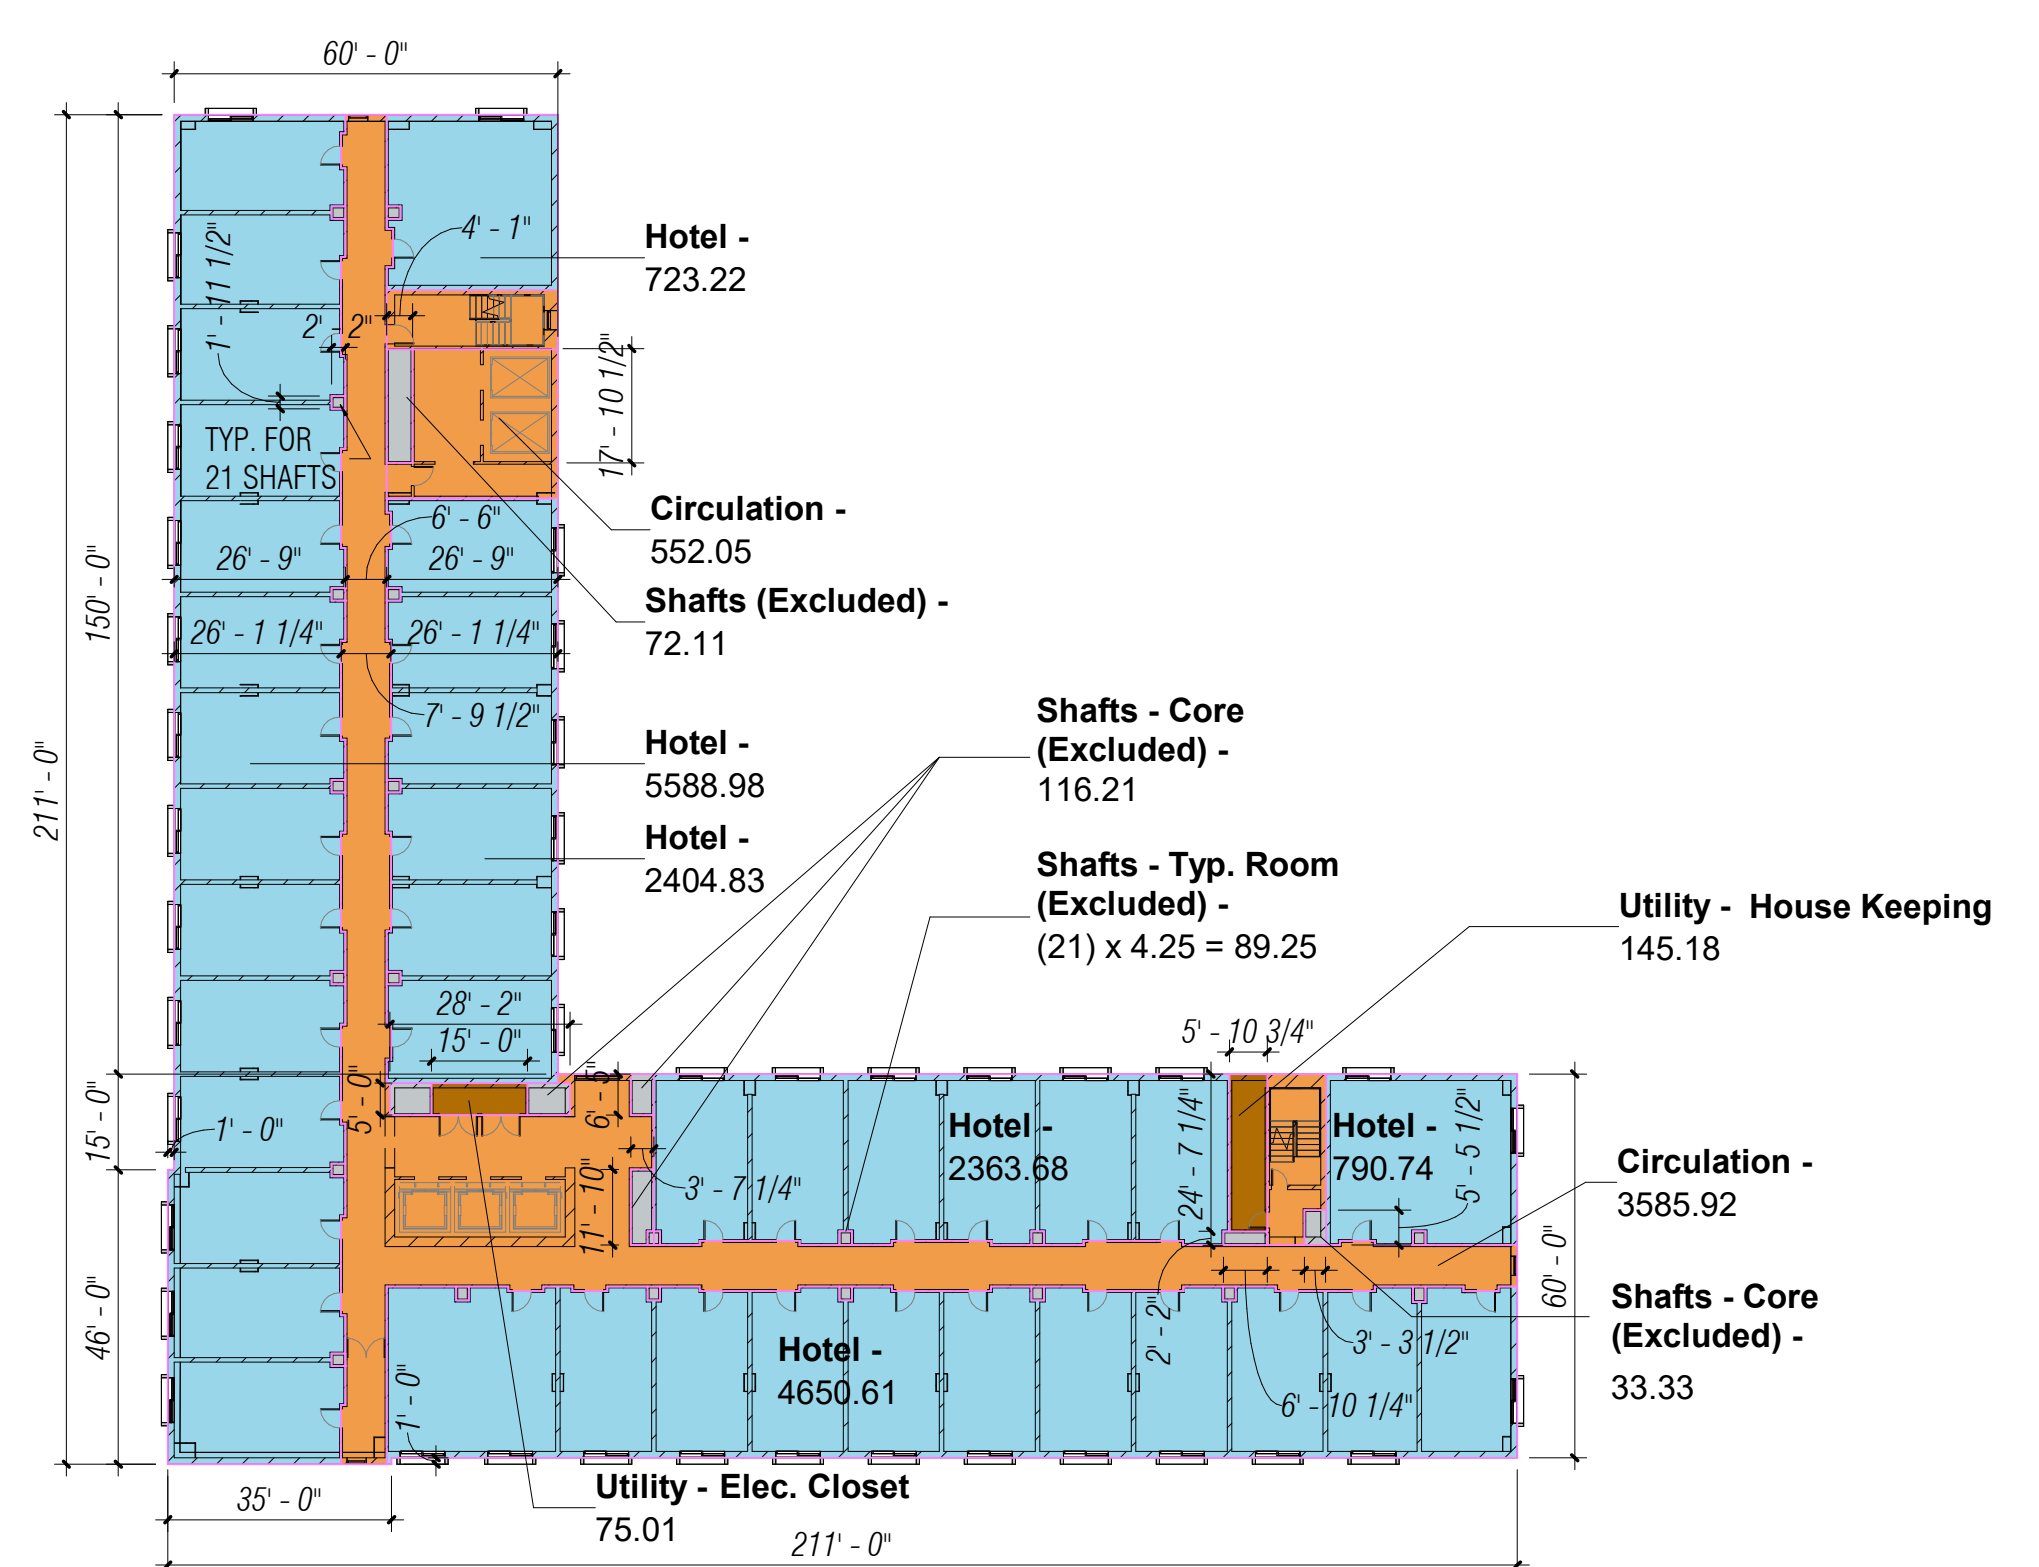 60' - 0"
4' - 1"
Hotel -
723.22
1' - 11 1/2"
2' - 2"
17' - 10 1/2"
TYP. FOR
21 SHAFTS
Circulation -
552.05
6' - 6"
26' - 9"
26' - 9"
Shafts (Excluded) -
72.11
150' - 0"
26' - 1 1/4"
26' - 1 1/4"
7' - 9 1/2"
211' - 0"
Hotel -
5588.98
Shafts - Core
(Excluded) -
116.21
Hotel -
2404.83
Shafts - Typ. Room
(Excluded) -
(21) x 4.25 = 89.25
Utility - House Keeping
145.18
28' - 2"
15' - 0"
5' - 10 3/4"
5' - 0"
6' - 5"
15' - 0"
1' - 0"
Hotel -
2363.68
24' - 7 1/4"
Hotel -
790.74
5' - 5 1/2"
Circulation -
3585.92
3' - 7 1/4"
11' - 10"
60' - 0"
46' - 0"
2' - 2"
Shafts - Core
(Excluded) -
33.33
3' - 3 1/2"
Hotel -
4650.61
6' - 10 1/4"
1' - 0"
Utility - Elec. Closet
75.01
35' - 0"
211' - 0"